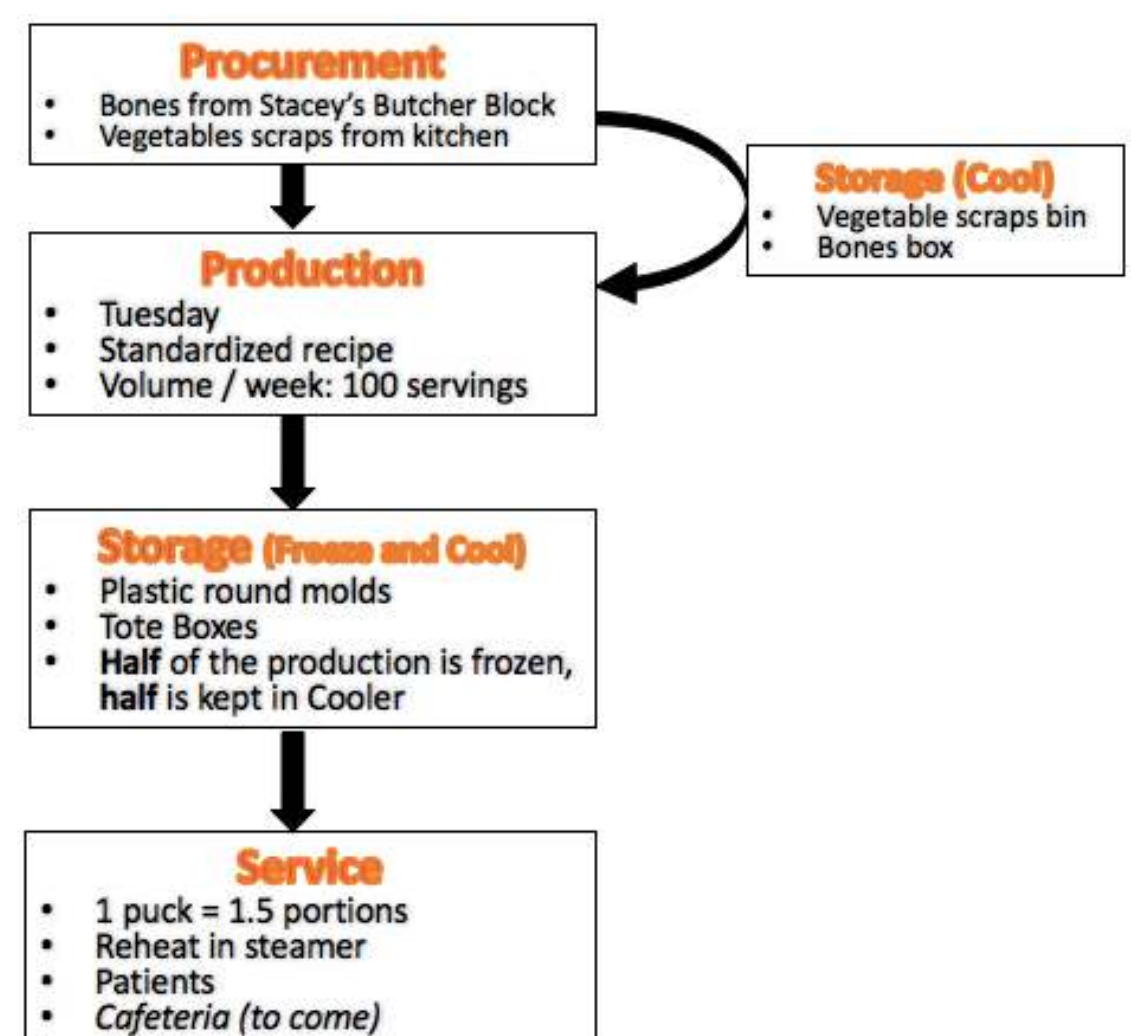 Procurement
• Bones from Stacey's Butcher Block
• Vegetables scraps from kitchen
Storage (Cool)
• Vegetable scraps bin
• Bones box
Production
• Tuesday
• Standardized recipe
• Volume / week: 100 servings
Storage (Freeze and Cool)
• Plastic round molds
• Tote Boxes
• Half of the production is frozen,
half is kept in Cooler
Service
• 1 puck = 1.5 portions
• Reheat in steamer
• Patients
• Cafeteria (to come)